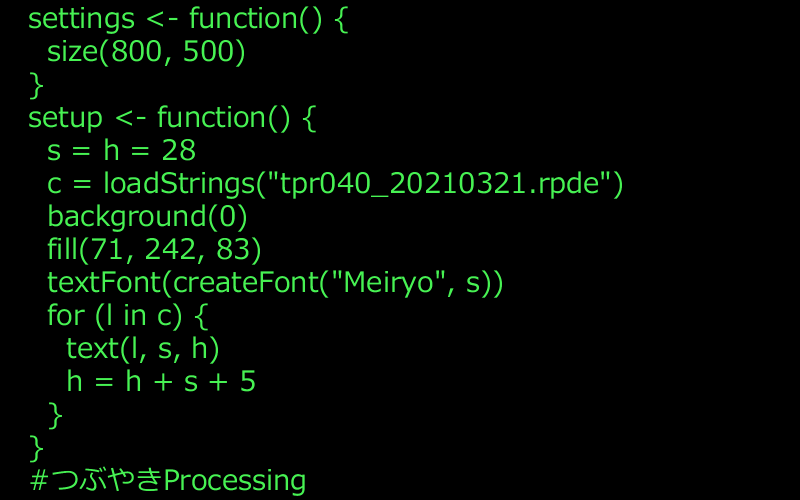 settings <- function() {
  size(800, 500)
}
setup <- function() {
  s = h = 28
  c = loadStrings("tpr040_20210321.rpde")
  background(0)
  fill(71, 242, 83)
  textFont(createFont("Meiryo", s))
  for (l in c) {
    text(l, s, h)
    h = h + s + 5
  }
}
#つぶやきProcessing